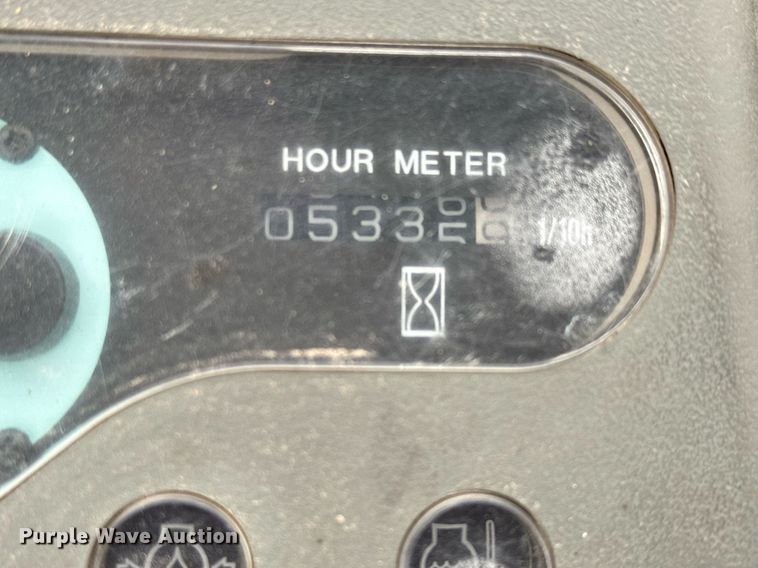 HOUR METER
0533
1/10h
Purple Wave Auction